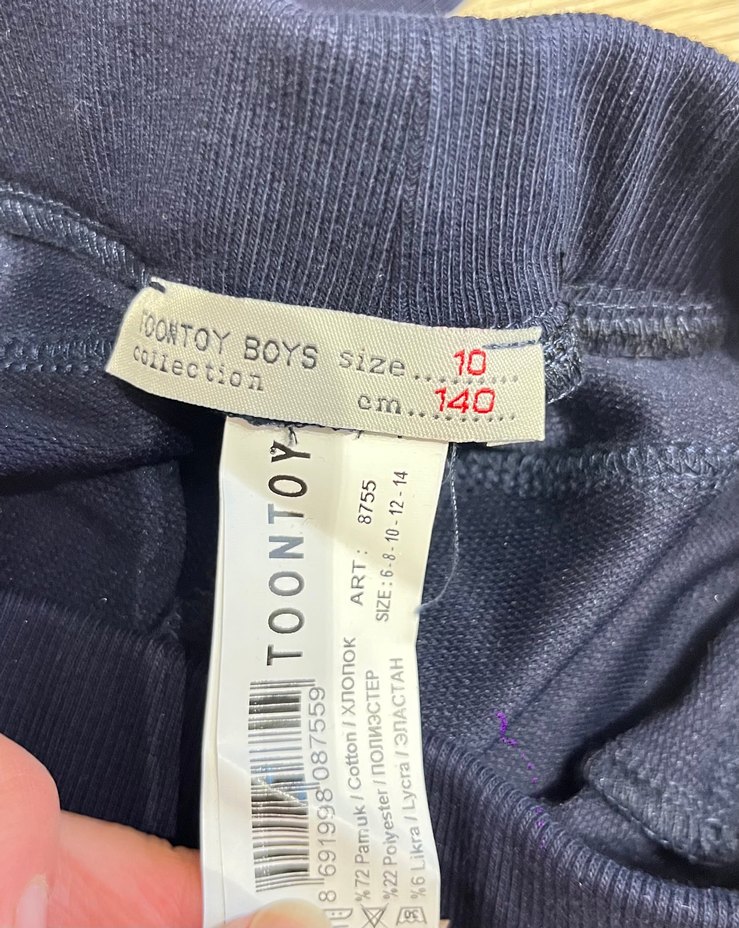 TOONTOY BOYS size.... 10
collection
cm.... 140
TOONTOY
ART : 8755
SIZE : 6 - 8 - 10 - 12 - 14
8 691998 087559
%72 Pamuk / Cotton / ХЛОПОК
%22 Polyester / ПОЛИЭСТЕР
%6 Likra / Lycra / ЭЛАСТАН